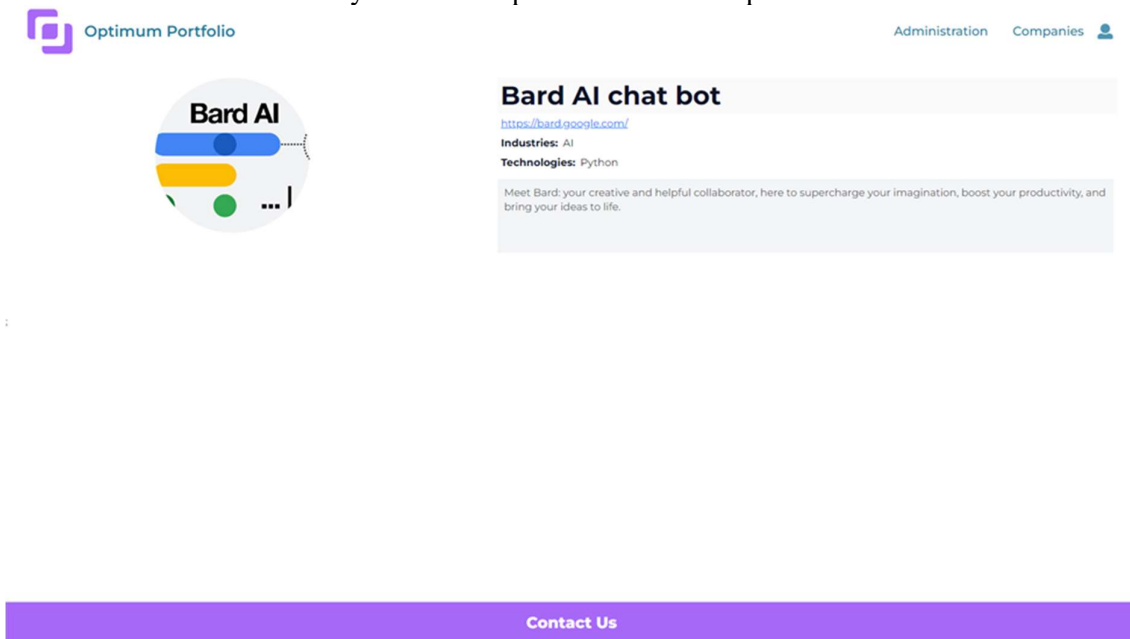 Optimum Portfolio
Administration Companies
Bard AI
... |
Bard AI chat bot
https://bard.google.com/
Industries: AI
Technologies: Python
Meet Bard: your creative and helpful collaborator, here to supercharge your imagination, boost your productivity, and
bring your ideas to life.
;
Contact Us